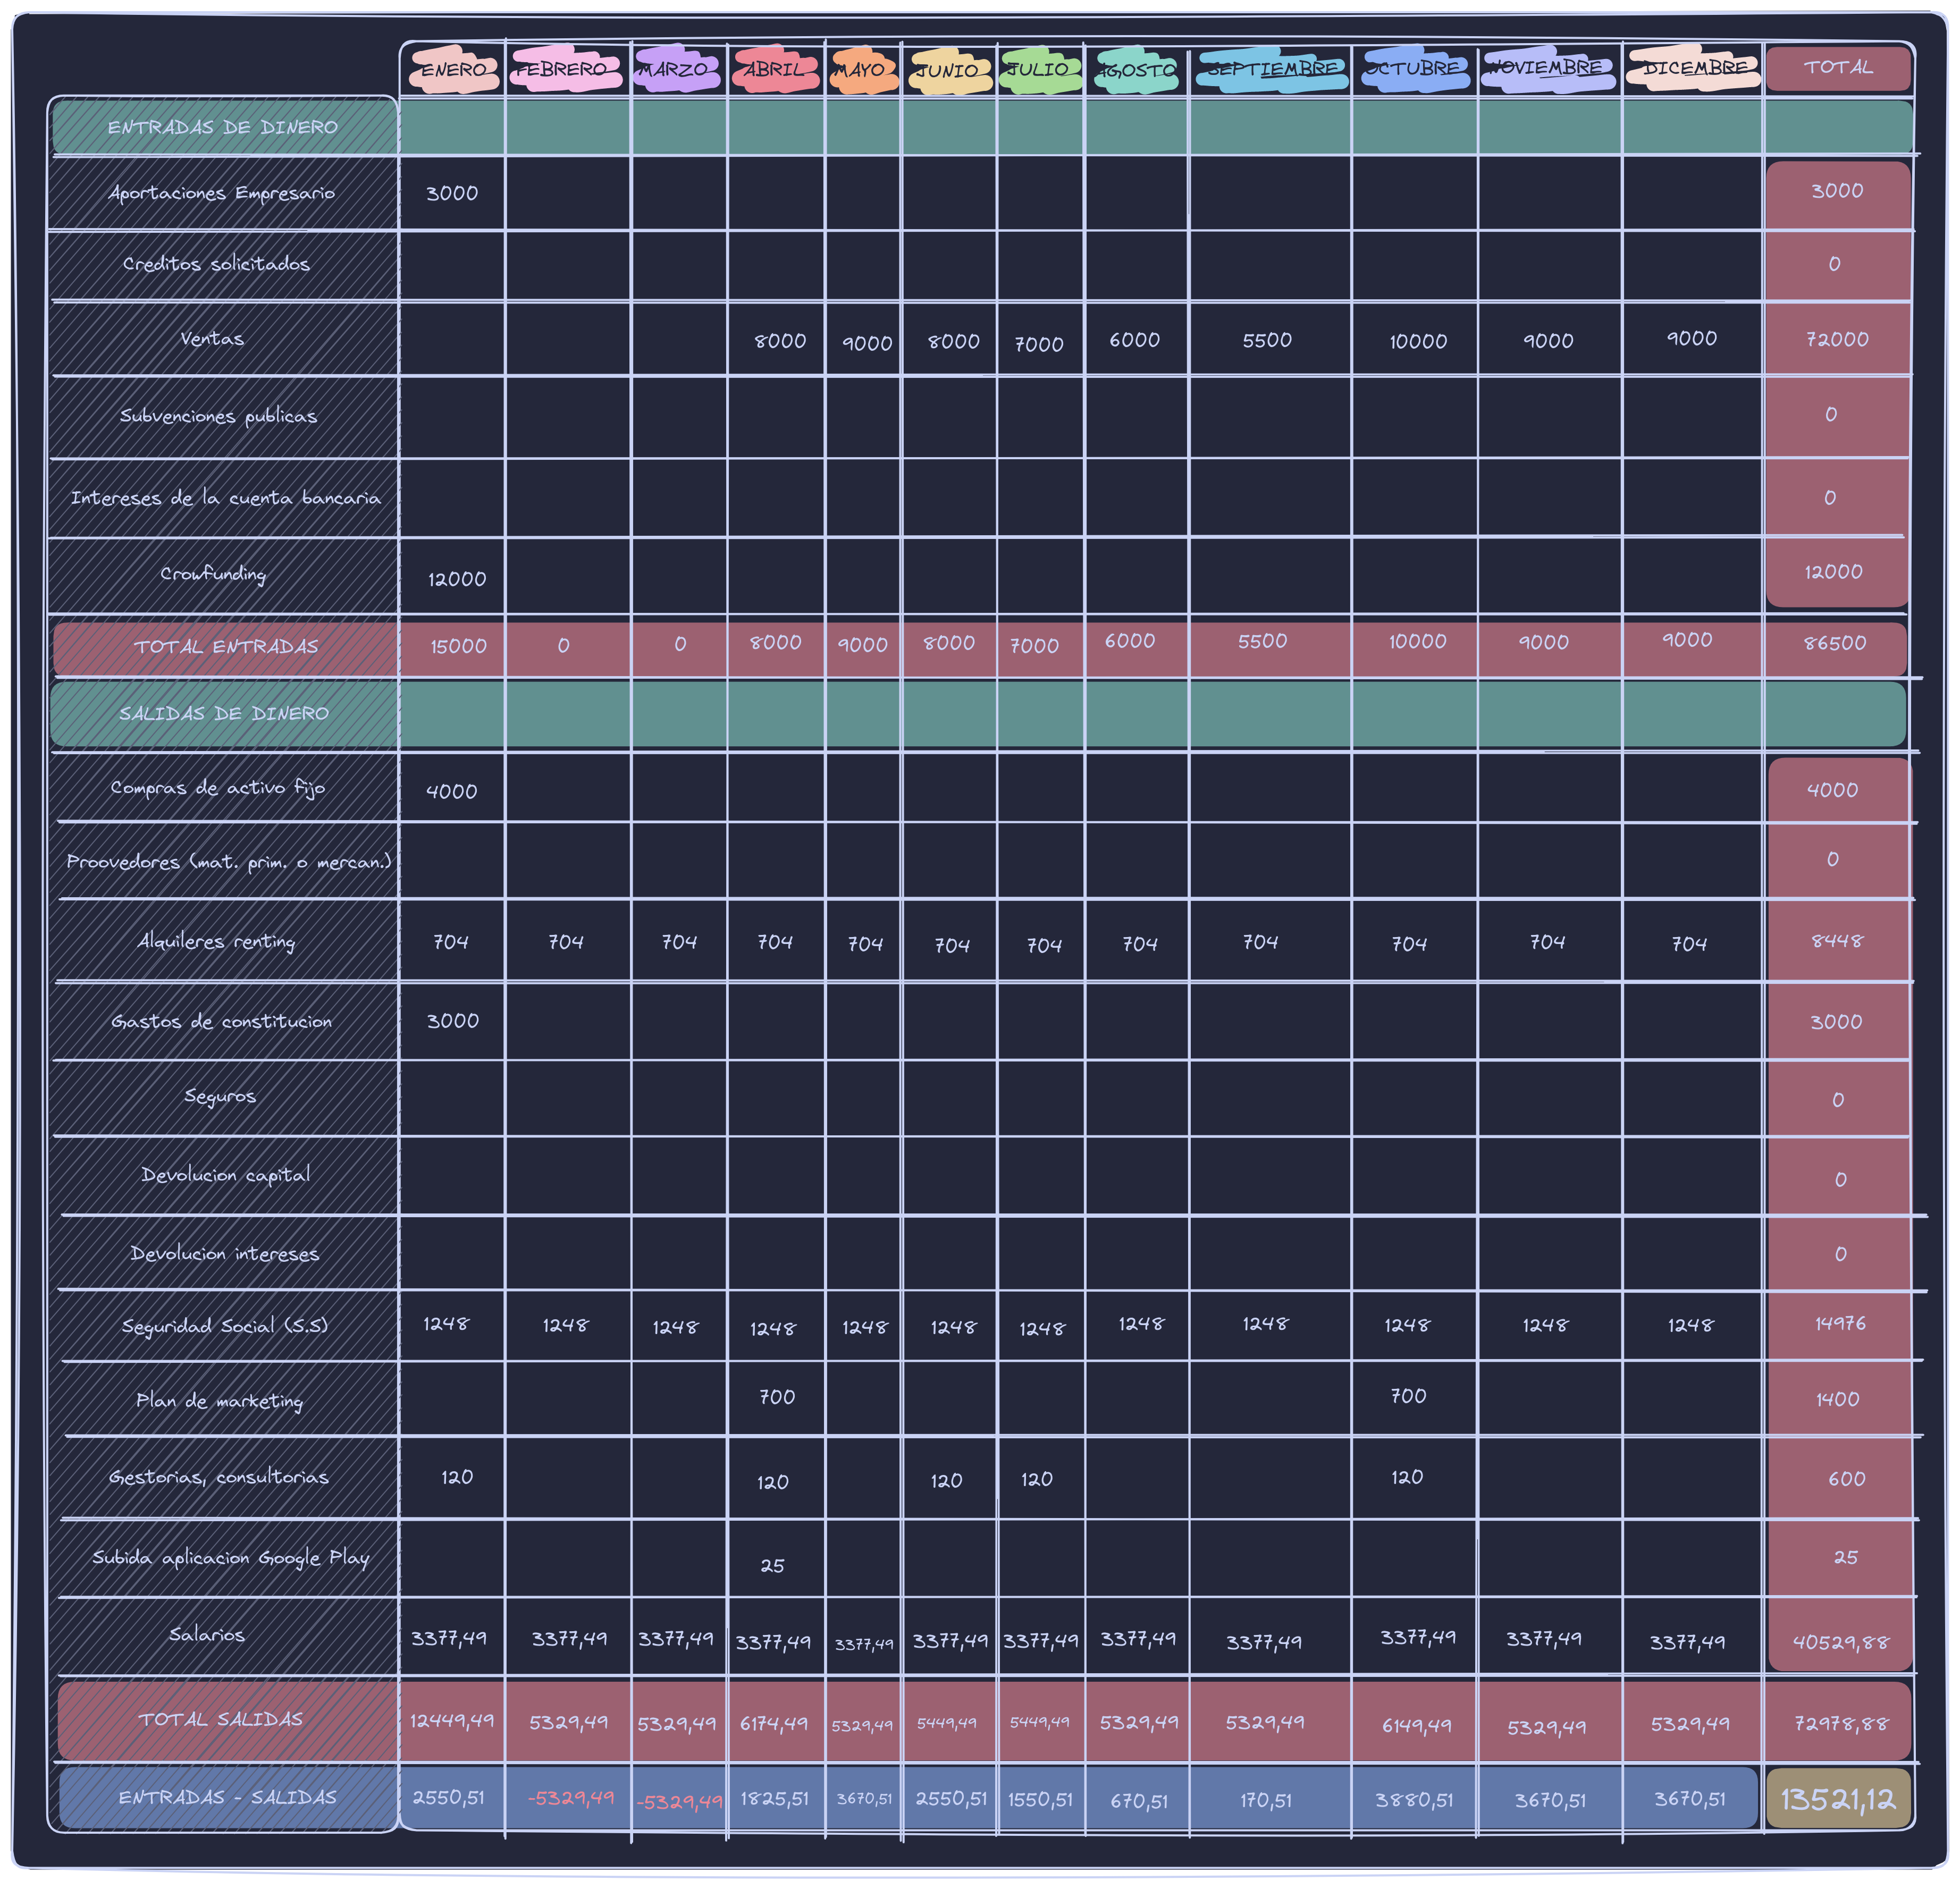 ENERO FEBRERO MARZO ABRIL MAYO JUNIO JULIO AGOSTO SEPTIEMBRE OCTUBRE NOVIEMBRE DICEMBRE TOTAL
ENTRADAS DE DINERO
Aportaciones Empresario 3000 3000
Creditos solicitados 0
Ventas 8000 9000 8000 7000 6000 5500 10000 9000 9000 72000
Subvenciones publicas 0
Intereses de la cuenta bancaria 0
Crowfunding 12000 12000
TOTAL ENTRADAS 15000 0 0 8000 9000 8000 7000 6000 5500 10000 9000 9000 86500
SALIDAS DE DINERO
Compras de activo fijo 4000 4000
Proovedores (mat. prim. o mercan.) 0
Alquileres renting 704 704 704 704 704 704 704 704 704 704 704 704 8448
Gastos de constitucion 3000 3000
Seguros 0
Devolucion capital 0
Devolucion intereses 0
Seguridad Social (S.S) 1248 1248 1248 1248 1248 1248 1248 1248 1248 1248 1248 1248 14976
Plan de marketing 700 700 1400
Gestorias, consultorias 120 120 120 120 120 600
Subida aplicacion Google Play 25 25
Salarios 3377,49 3377,49 3377,49 3377,49 3377,49 3377,49 3377,49 3377,49 3377,49 3377,49 3377,49 3377,49 40529,88
TOTAL SALIDAS 12449,49 5329,49 5329,49 6174,49 5329,49 5449,49 5449,49 5329,49 5329,49 6149,49 5329,49 5329,49 72978,88
ENTRADAS - SALIDAS 2550,51 -5329,49 -5329,49 1825,51 3670,51 2550,51 1550,51 670,51 170,51 3880,51 3670,51 3670,51 13521,12